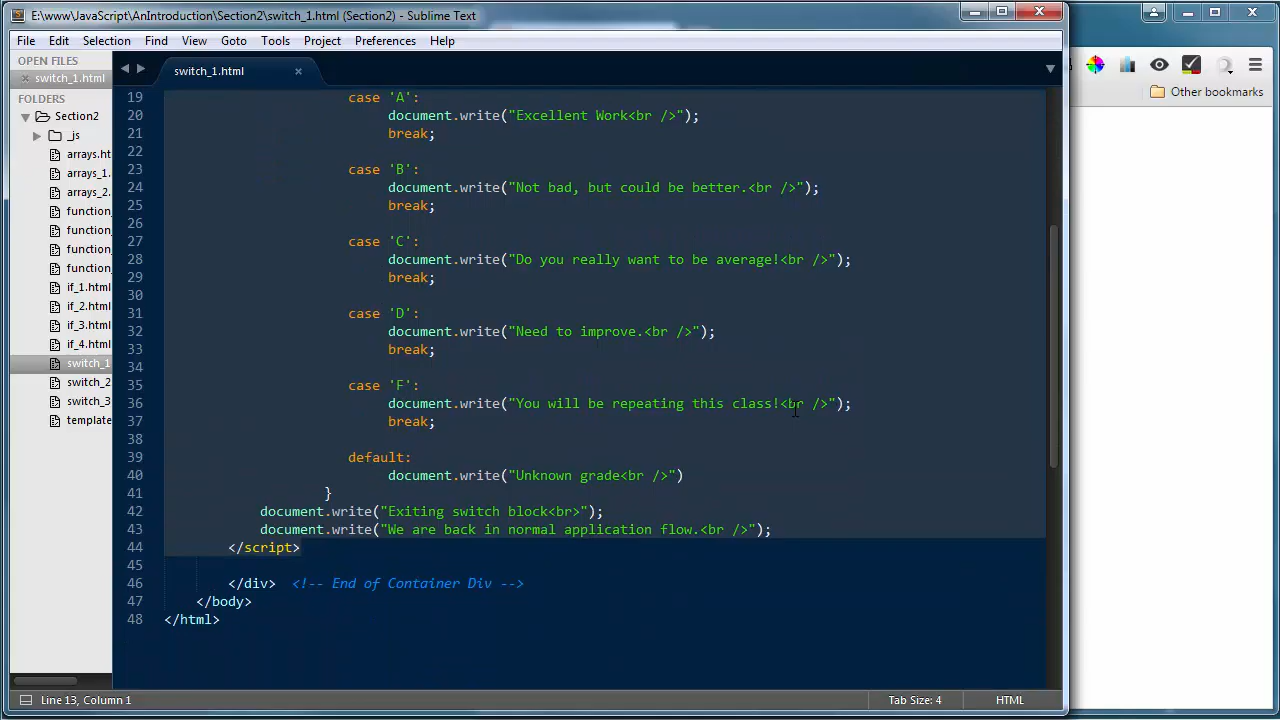 E:\www\JavaScript\AnIntroduction\Section2\switch_1.html (Section2) - Sublime Text
File Edit Selection Find View Goto Tools Project Preferences Help
OPEN FILES
switch_1.html
FOLDERS
Section2
_js
arrays.ht
arrays_1.
arrays_2.
function_
function_
function_
function_
if_1.html
if_2.html
if_3.html
if_4.html
switch_1
switch_2
switch_3
template
switch_1.html
19 case 'A':
20 document.write("Excellent Work<br />");
21 break;
22
23 case 'B':
24 document.write("Not bad, but could be better.<br />");
25 break;
26
27 case 'C':
28 document.write("Do you really want to be average!<br />");
29 break;
30
31 case 'D':
32 document.write("Need to improve.<br />");
33 break;
34
35 case 'F':
36 document.write("You will be repeating this class!<br />");
37 break;
38
39 default:
40 document.write("Unknown grade<br />")
41 }
42 document.write("Exiting switch block<br>");
43 document.write("We are back in normal application flow.<br />");
44 </script>
45
46 </div> <!-- End of Container Div -->
47 </body>
48 </html>
Line 13, Column 1
Tab Size: 4
HTML
Other bookmarks